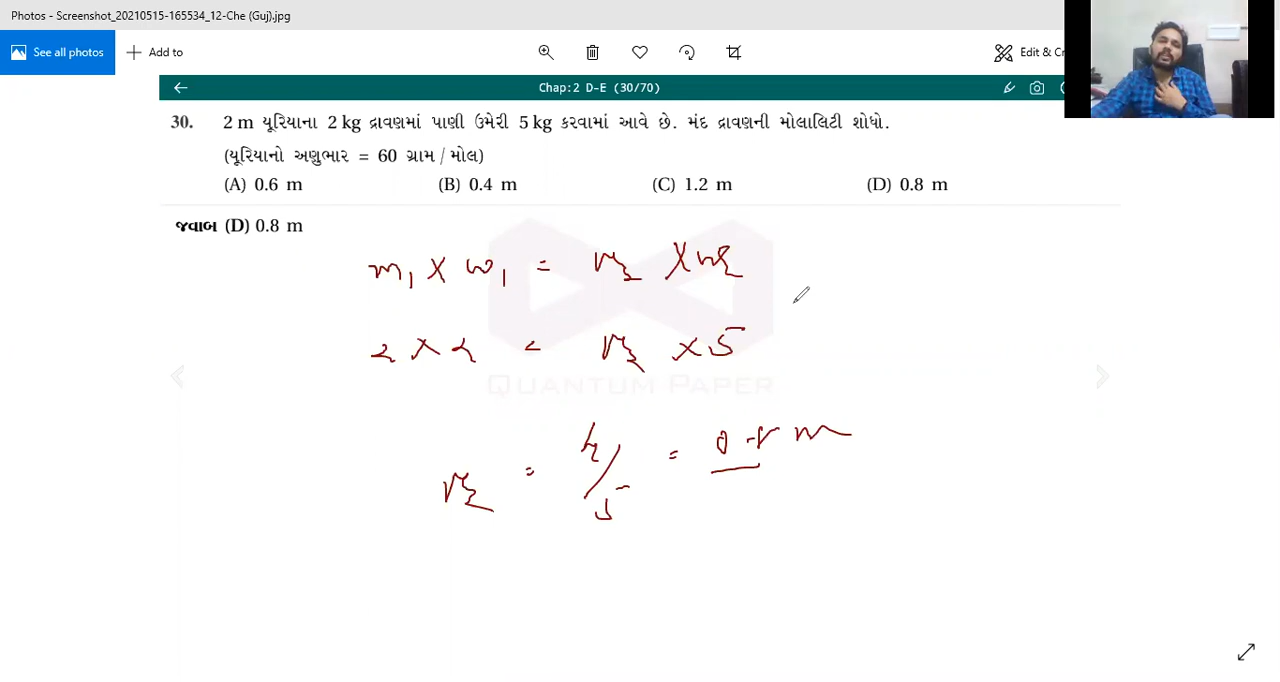 Photos - Screenshot_20210515-165534_12-Che (Guj).jpg
See all photos
Add to
Edit & Cr
Chap:2 D-E (30/70)
30. 2 m યૂરિયાના 2 kg દ્રાવણમાં પાણી ઉમેરી 5 kg કરવામાં આવે છે. મંદ દ્રાવણની મોલાલિટી શોધો.
(યૂરિયાનો અણુભાર = 60 ગ્રામ / મોલ)
(A) 0.6 m (B) 0.4 m (C) 1.2 m (D) 0.8 m
જવાબ (D) 0.8 m
m₁ × w₁ = m₂ × w₂
2 × 2 = m₂ × 5
QUANTUM PAPER
m₂ = 4/5 = 0.8 m